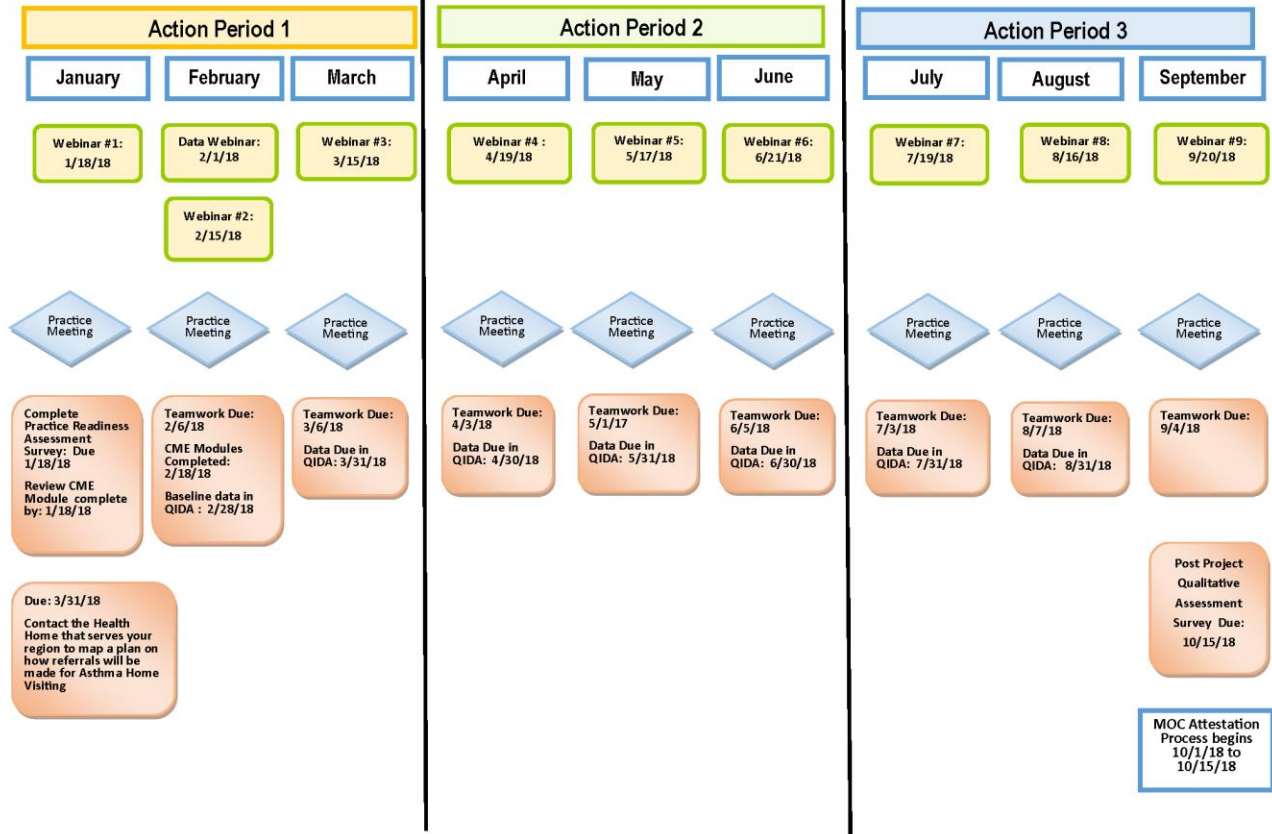 Action Period 1
January
February
March
Webinar #1:
1/18/18
Data Webinar:
2/1/18
Webinar #3:
3/15/18
Webinar #2:
2/15/18
Practice
Meeting
Practice
Meeting
Practice
Meeting
Complete
Practice Readiness
Assessment
Survey: Due
1/18/18
Review CME
Module complete
by: 1/18/18
Teamwork Due:
2/6/18
CME Modules
Completed:
2/18/18
Baseline data in
QIDA : 2/28/18
Teamwork Due:
3/6/18
Data Due in
QIDA: 3/31/18
Due: 3/31/18
Contact the Health
Home that serves your
region to map a plan on
how referrals will be
made for Asthma Home
Visiting
Action Period 2
April
May
June
Webinar #4 :
4/19/18
Webinar #5:
5/17/18
Webinar #6:
6/21/18
Practice
Meeting
Practice
Meeting
Practice
Meeting
Teamwork Due:
4/3/18
Data Due in
QIDA: 4/30/18
Teamwork Due:
5/1/17
Data Due in
QIDA: 5/31/18
Teamwork Due:
6/5/18
Data Due in
QIDA: 6/30/18
Action Period 3
July
August
September
Webinar #7:
7/19/18
Webinar #8:
8/16/18
Webinar #9:
9/20/18
Practice
Meeting
Practice
Meeting
Practice
Meeting
Teamwork Due:
7/3/18
Data Due in
QIDA: 7/31/18
Teamwork Due:
8/7/18
Data Due in
QIDA: 8/31/18
Teamwork Due:
9/4/18
Post Project
Qualitative
Assessment
Survey Due:
10/15/18
MOC Attestation
Process begins
10/1/18 to
10/15/18